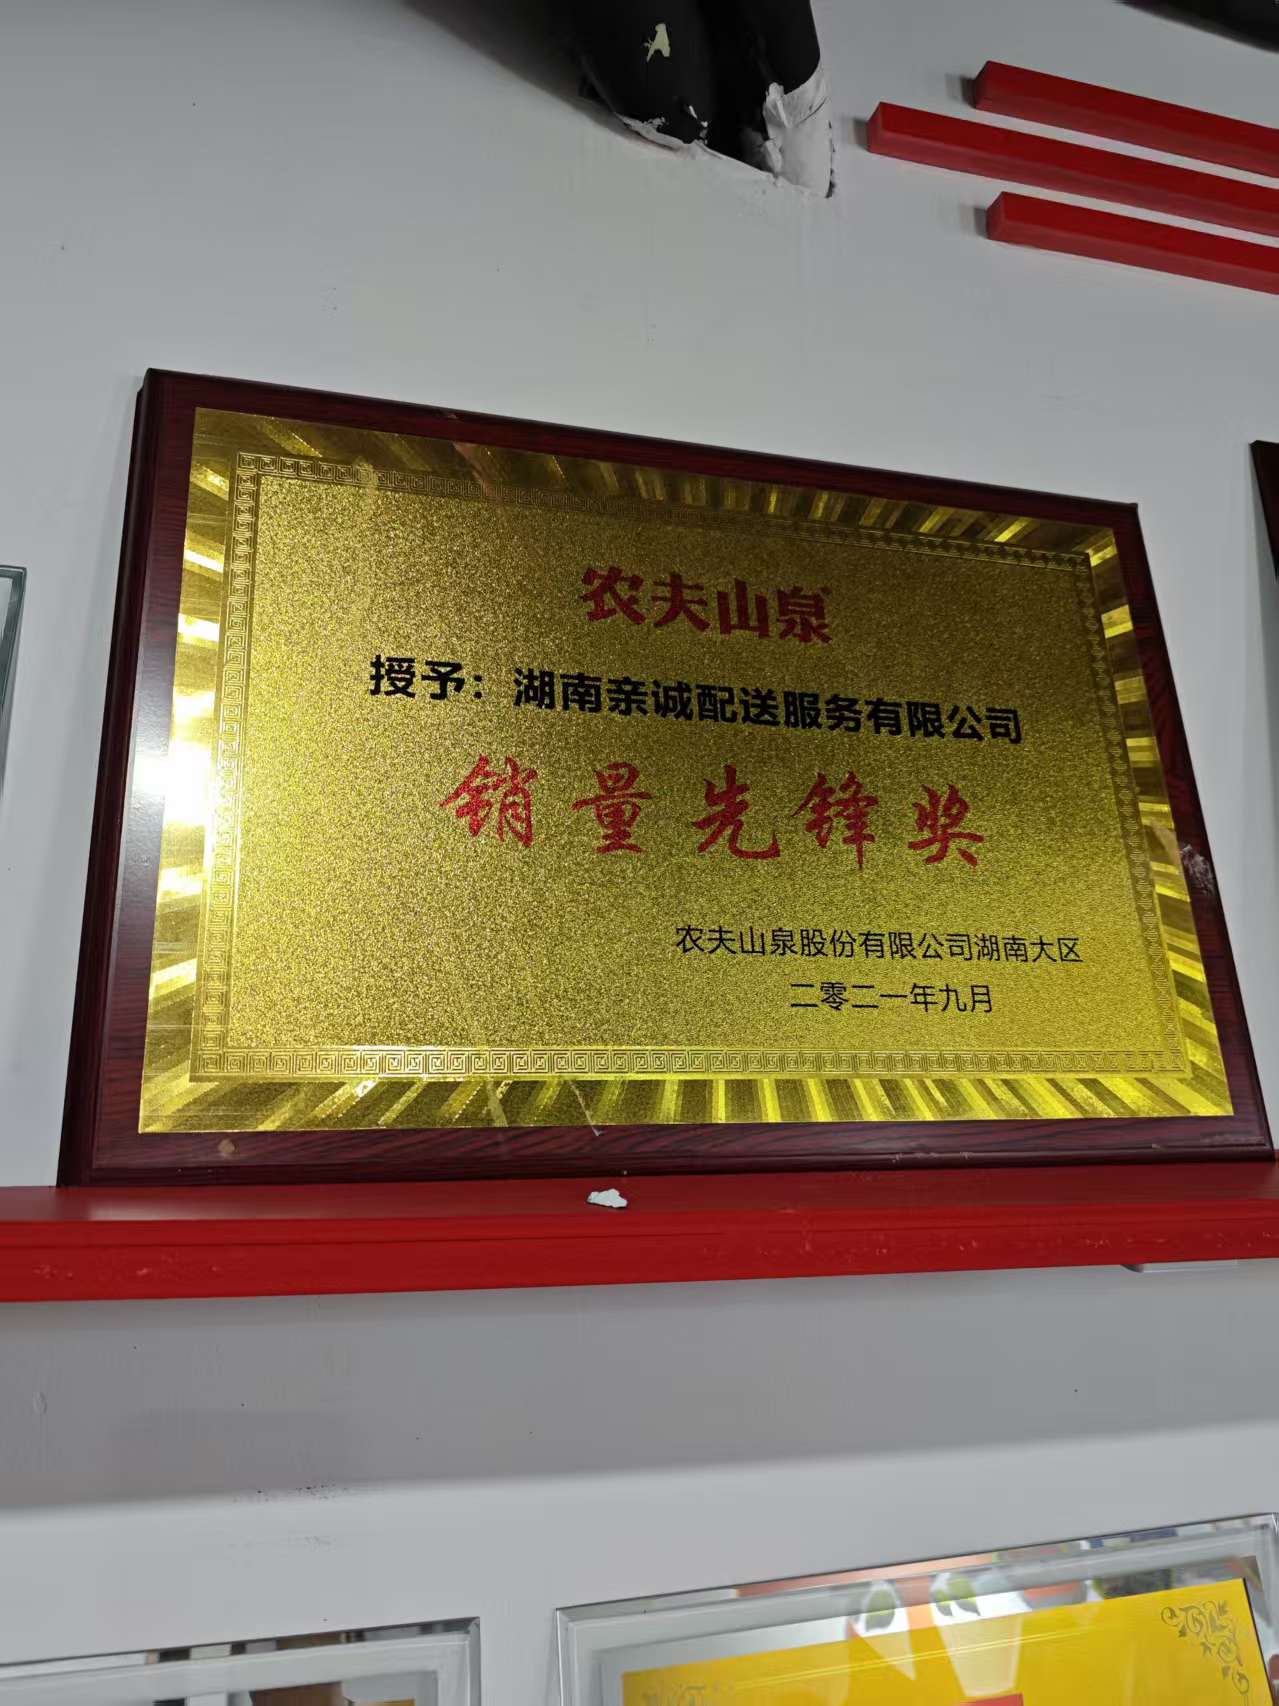 农夫山泉
授予：湖南亲诚配送服务有限公司
销量先锋奖
农夫山泉股份有限公司湖南大区
二零二一年九月